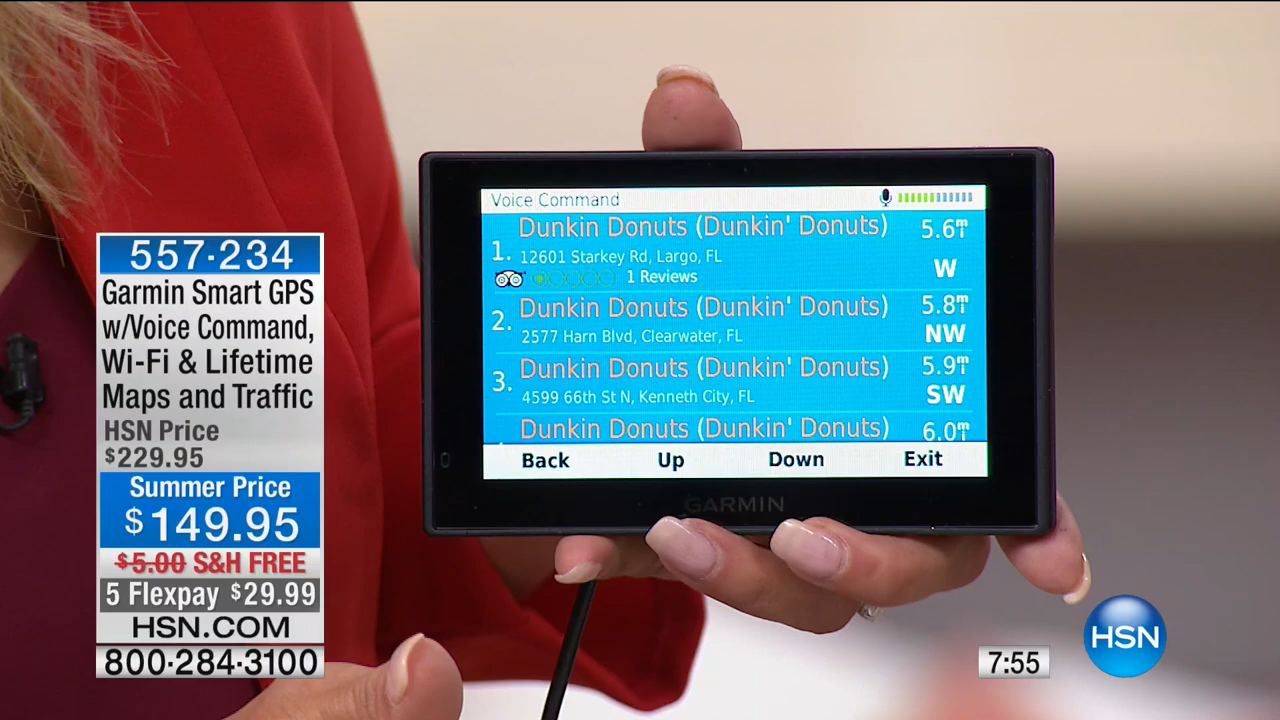 557-234
Garmin Smart GPS
w/Voice Command,
Wi-Fi & Lifetime
Maps and Traffic
HSN Price
$229.95
Summer Price
$149.95
$5.00 S&H FREE
5 Flexpay $29.99
HSN.COM
800-284-3100
Voice Command
1. Dunkin Donuts (Dunkin' Donuts) 5.6m
12601 Starkey Rd, Largo, FL W
1 Reviews
2. Dunkin Donuts (Dunkin' Donuts) 5.8m
2577 Harn Blvd, Clearwater, FL NW
3. Dunkin Donuts (Dunkin' Donuts) 5.9m
4599 66th St N, Kenneth City, FL SW
Dunkin Donuts (Dunkin' Donuts) 6.0m
Back Up Down Exit
GARMIN
7:55
HSN